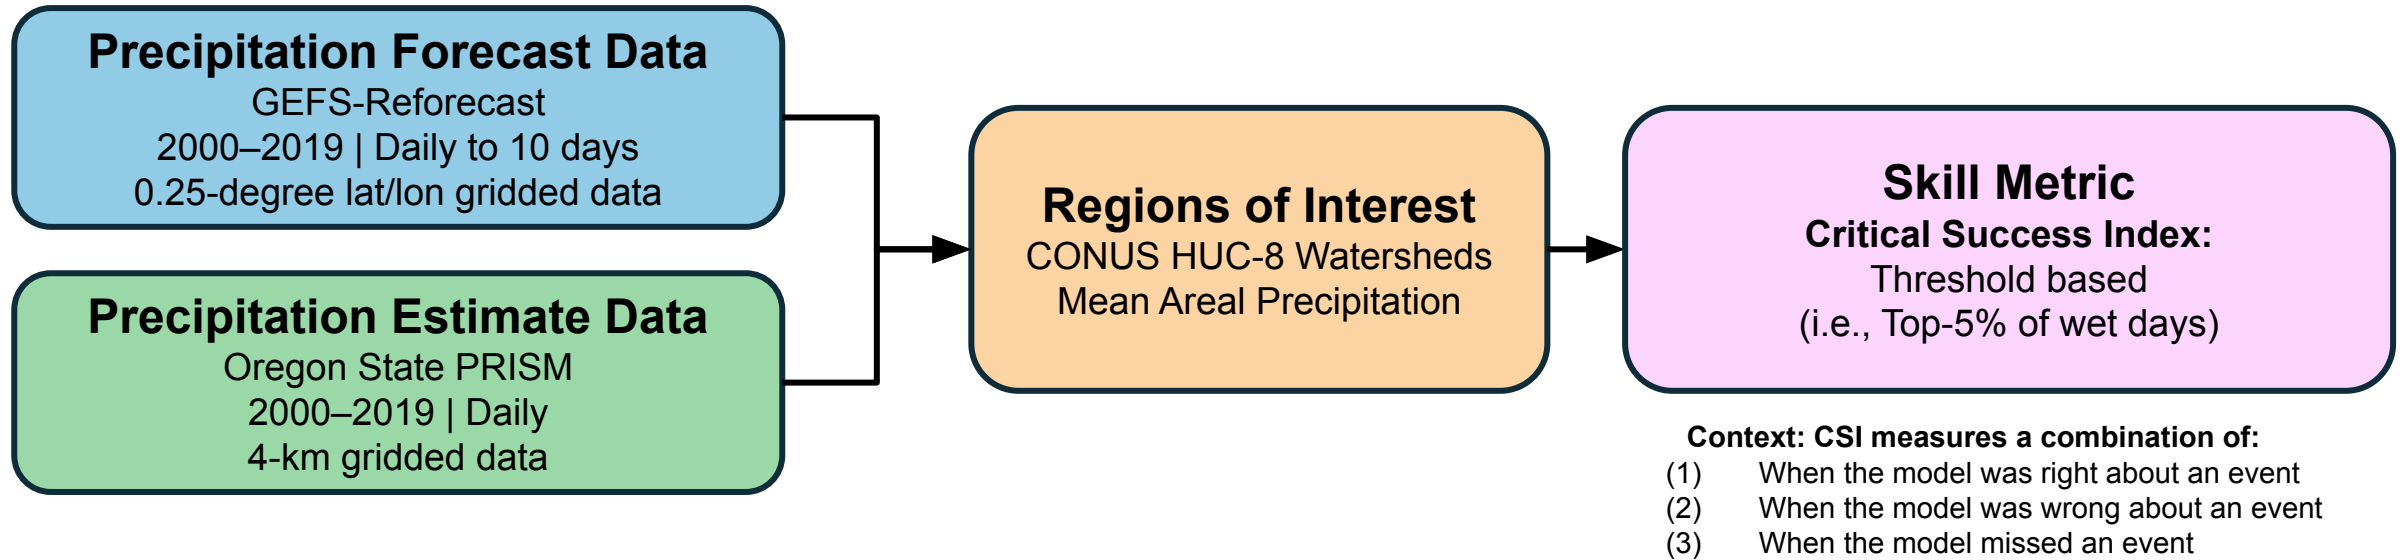 Precipitation Forecast Data
GEFS-Reforecast
2000–2019 | Daily to 10 days
0.25-degree lat/lon gridded data
Precipitation Estimate Data
Oregon State PRISM
2000–2019 | Daily
4-km gridded data
Regions of Interest
CONUS HUC-8 Watersheds
Mean Areal Precipitation
Skill Metric
Critical Success Index:
Threshold based
(i.e., Top-5% of wet days)
Context: CSI measures a combination of:
(1) When the model was right about an event
(2) When the model was wrong about an event
(3) When the model missed an event